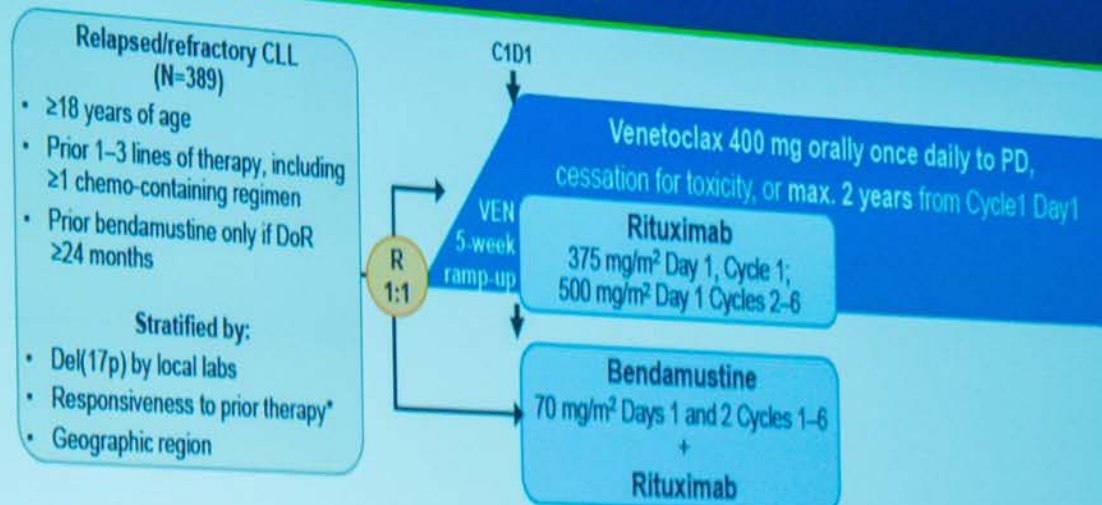 Relapsed/refractory CLL
(N=389)
• ≥18 years of age
• Prior 1–3 lines of therapy, including
≥1 chemo-containing regimen
• Prior bendamustine only if DoR
≥24 months
Stratified by:
• Del(17p) by local labs
• Responsiveness to prior therapy*
• Geographic region
R
1:1
C1D1
VEN
5-week
ramp-up
Venetoclax 400 mg orally once daily to PD,
cessation for toxicity, or max. 2 years from Cycle1 Day1
Rituximab
375 mg/m² Day 1, Cycle 1;
500 mg/m² Day 1 Cycles 2–6
Bendamustine
70 mg/m² Days 1 and 2 Cycles 1–6
+
Rituximab